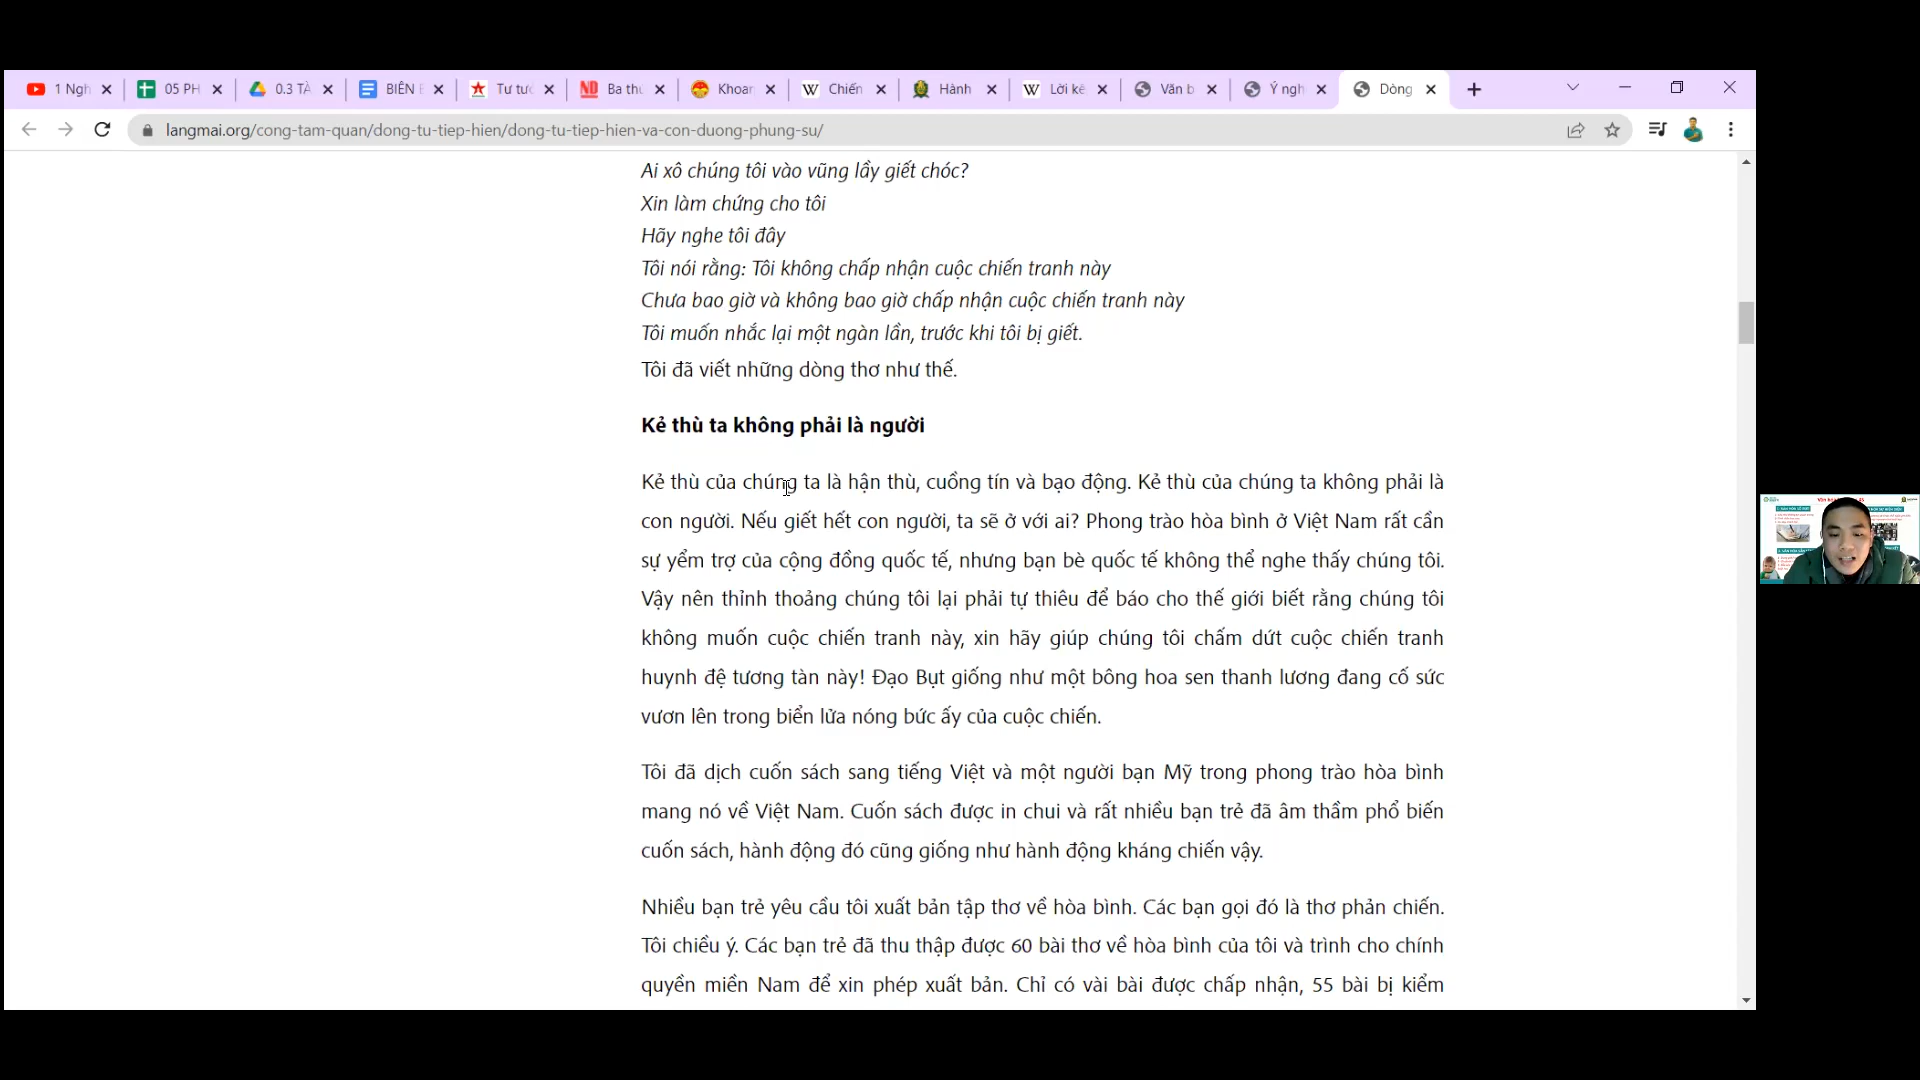 1 Ngh
05 PH
0.3 TÀ
BIÊN B
Tư tư
Ba thu
Khoan
Chiến
Hành
Lời kê
Văn b
Ý ngh
Dòng
langmai.org/cong-tam-quan/dong-tu-tiep-hien/dong-tu-tiep-hien-va-con-duong-phung-su/
Ai xô chúng tôi vào vũng lầy giết chóc?
Xin làm chứng cho tôi
Hãy nghe tôi đây
Tôi nói rằng: Tôi không chấp nhận cuộc chiến tranh này
Chưa bao giờ và không bao giờ chấp nhận cuộc chiến tranh này
Tôi muốn nhắc lại một ngàn lần, trước khi tôi bị giết.
Tôi đã viết những dòng thơ như thế.
Kẻ thù ta không phải là người
Kẻ thù của chúng ta là hận thù, cuồng tín và bạo động. Kẻ thù của chúng ta không phải là
con người. Nếu giết hết con người, ta sẽ ở với ai? Phong trào hòa bình ở Việt Nam rất cần
sự yểm trợ của cộng đồng quốc tế, nhưng bạn bè quốc tế không thể nghe thấy chúng tôi.
Vậy nên thỉnh thoảng chúng tôi lại phải tự thiêu để báo cho thế giới biết rằng chúng tôi
không muốn cuộc chiến tranh này, xin hãy giúp chúng tôi chấm dứt cuộc chiến tranh
huynh đệ tương tàn này! Đạo Bụt giống như một bông hoa sen thanh lương đang cố sức
vươn lên trong biển lửa nóng bức ấy của cuộc chiến.
Tôi đã dịch cuốn sách sang tiếng Việt và một người bạn Mỹ trong phong trào hòa bình
mang nó về Việt Nam. Cuốn sách được in chui và rất nhiều bạn trẻ đã âm thầm phổ biến
cuốn sách, hành động đó cũng giống như hành động kháng chiến vậy.
Nhiều bạn trẻ yêu cầu tôi xuất bản tập thơ về hòa bình. Các bạn gọi đó là thơ phản chiến.
Tôi chiều ý. Các bạn trẻ đã thu thập được 60 bài thơ về hòa bình của tôi và trình cho chính
quyền miền Nam để xin phép xuất bản. Chỉ có vài bài được chấp nhận, 55 bài bị kiểm